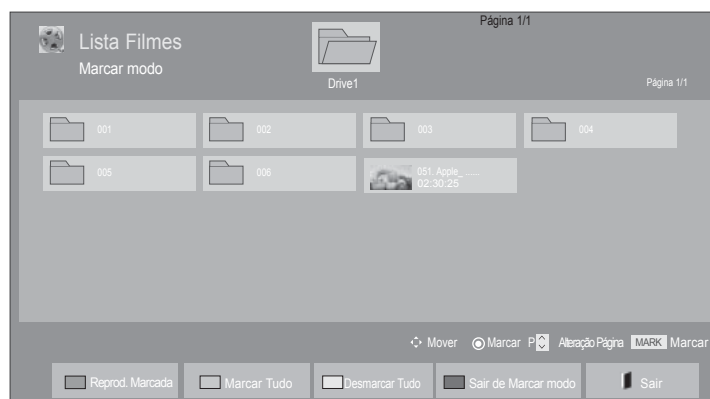 Página 1/1
Lista Filmes
Marcar modo
Drive1
Página 1/1
001 002 003 004
005 006 051. Apple_ ......
02:30:25
Mover Marcar P Alteração Página MARK Marcar
Reprod. Marcada Marcar Tudo Desmarcar Tudo Sair de Marcar modo Saír